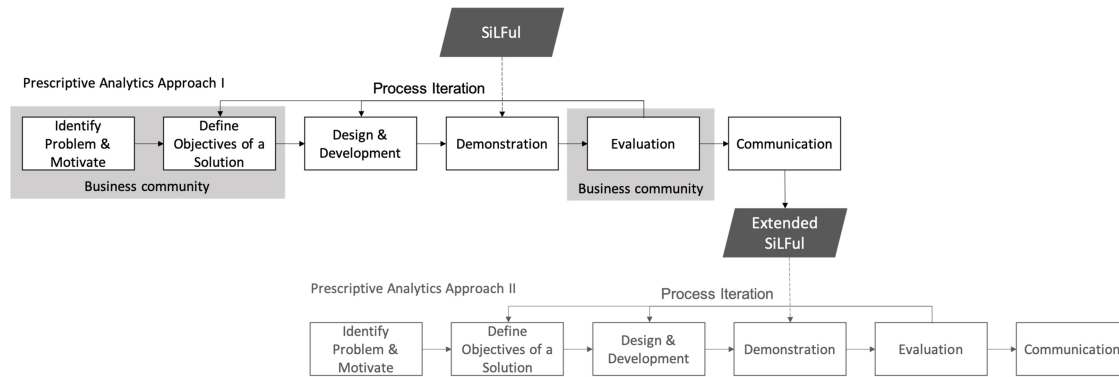 SiLFul
Prescriptive Analytics Approach I
Process Iteration
Identify
Problem &
Motivate
Define
Objectives of a
Solution
Design &
Development
Demonstration
Evaluation
Communication
Business community
Business community
Extended
SiLFul
Prescriptive Analytics Approach II
Process Iteration
Identify
Problem &
Motivate
Define
Objectives of a
Solution
Design &
Development
Demonstration
Evaluation
Communication